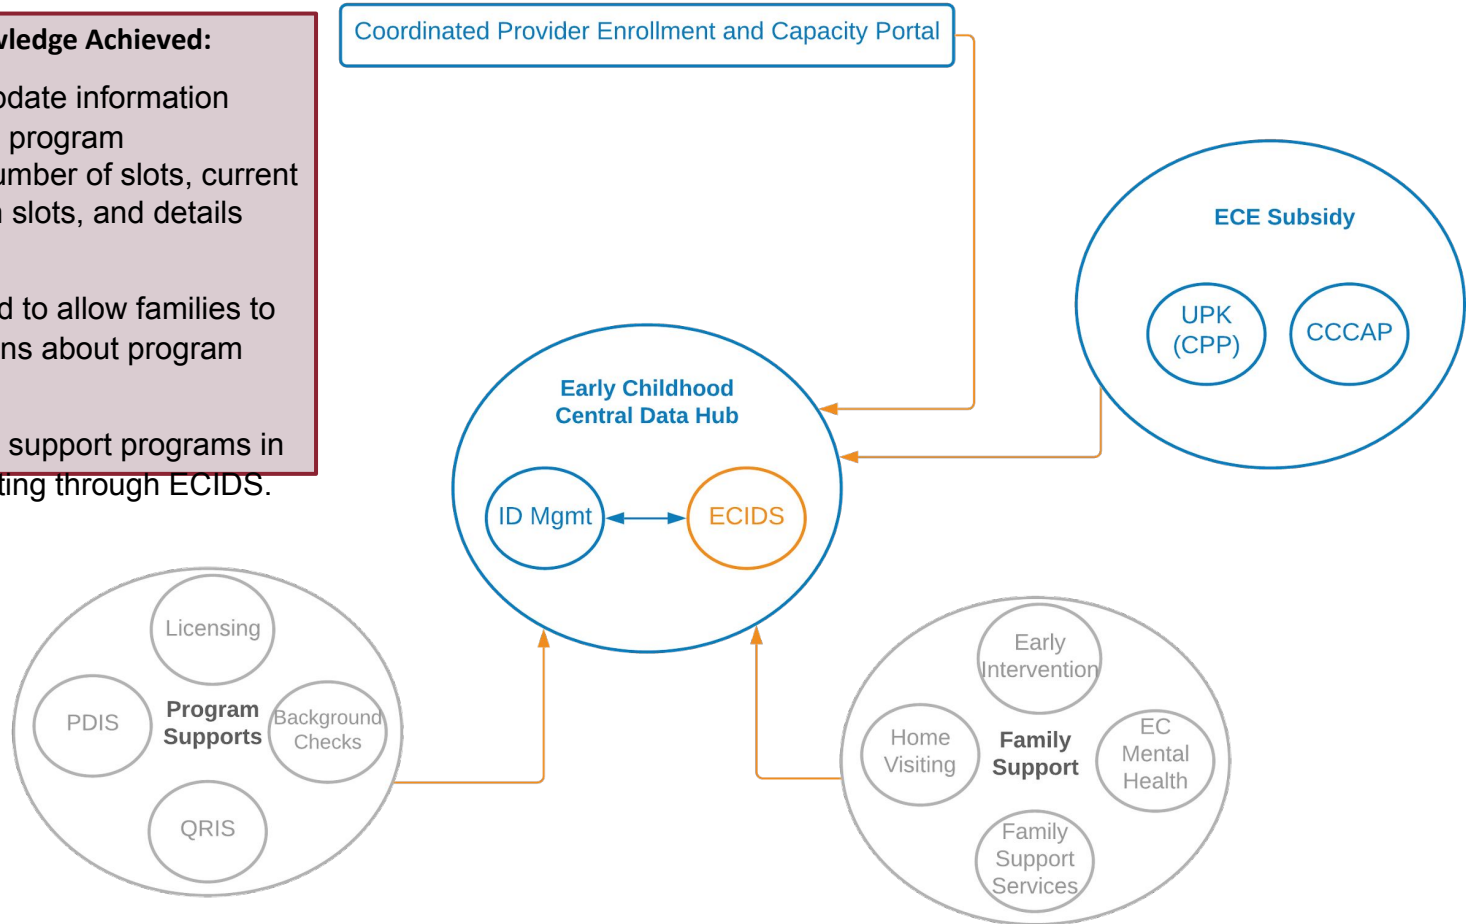 wledge Achieved:
pdate information
program
umber of slots, current
slots, and details
d to allow families to
ns about program
support programs in
ting through ECIDS.
Coordinated Provider Enrollment and Capacity Portal
ECE Subsidy
UPK
(CPP)
CCCAP
Early Childhood
Central Data Hub
ID Mgmt
ECIDS
Licensing
PDIS
Program
Supports
Background
Checks
QRIS
Early
Intervention
Home
Visiting
Family
Support
EC
Mental
Health
Family
Support
Services